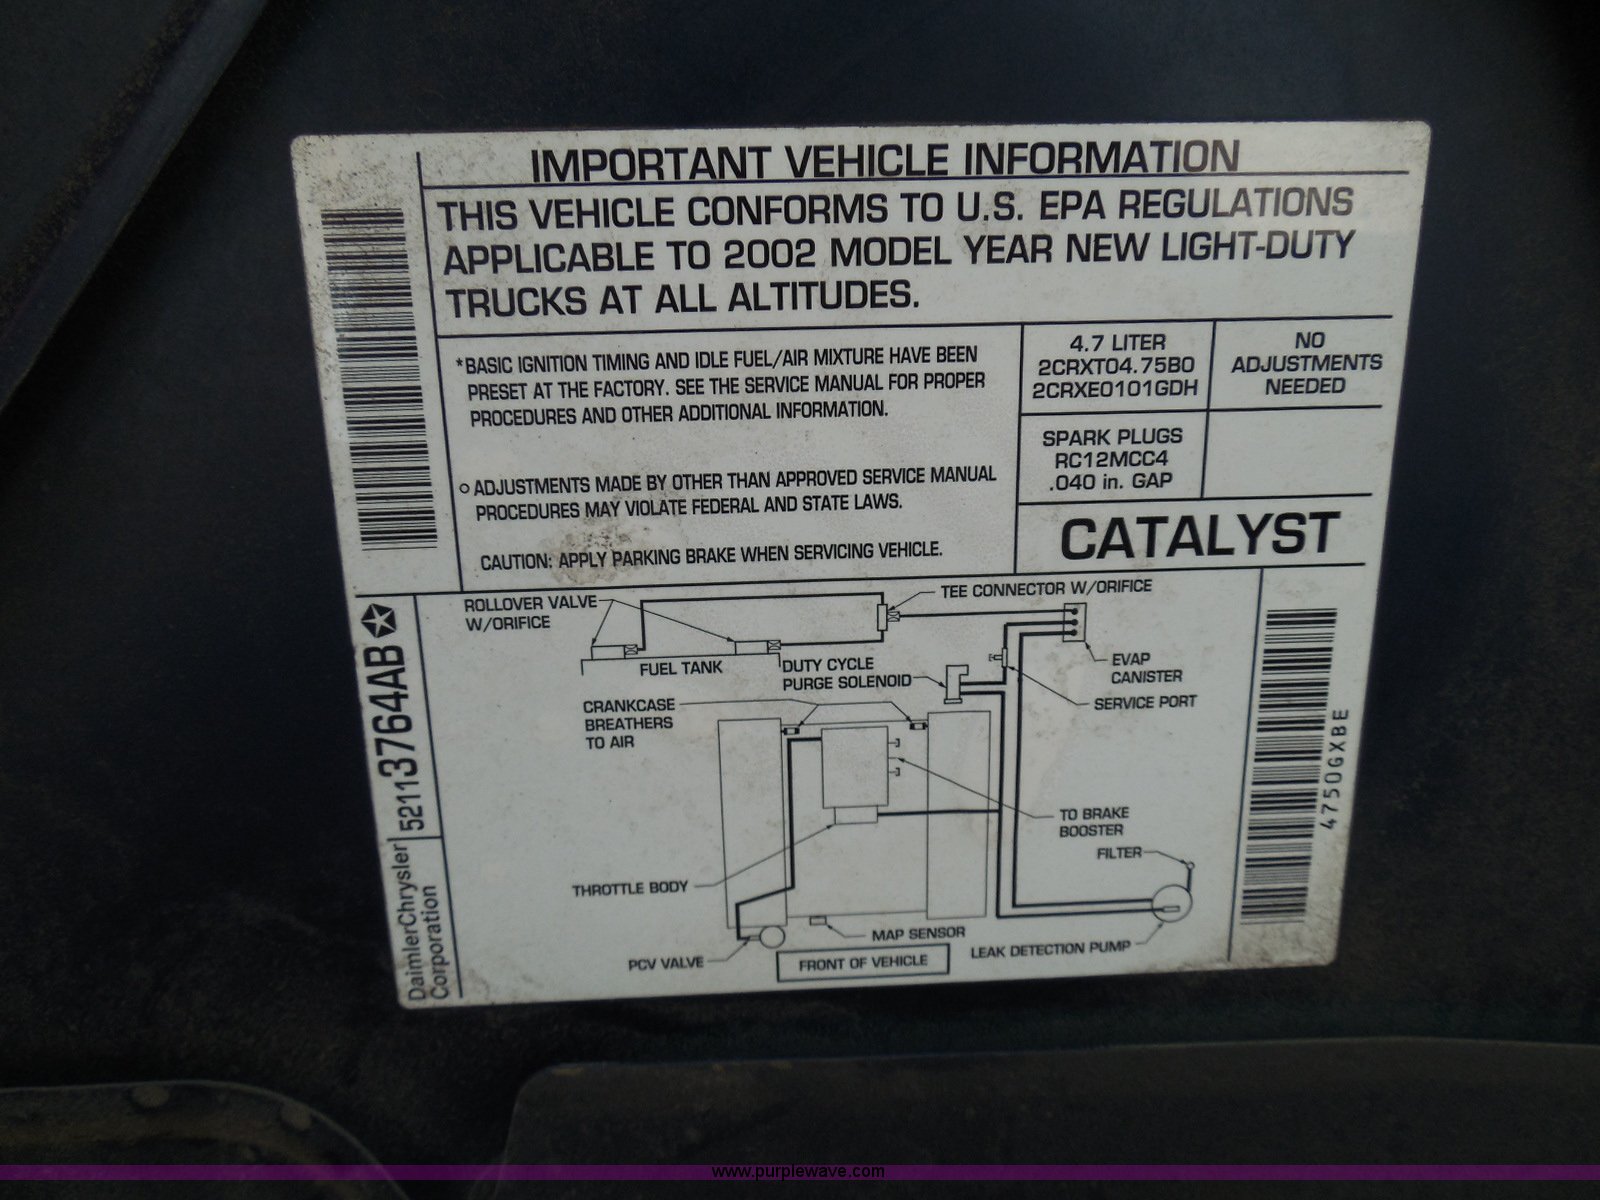 IMPORTANT VEHICLE INFORMATION
THIS VEHICLE CONFORMS TO U.S. EPA REGULATIONS
APPLICABLE TO 2002 MODEL YEAR NEW LIGHT-DUTY
TRUCKS AT ALL ALTITUDES.
*BASIC IGNITION TIMING AND IDLE FUEL/AIR MIXTURE HAVE BEEN
PRESET AT THE FACTORY. SEE THE SERVICE MANUAL FOR PROPER
PROCEDURES AND OTHER ADDITIONAL INFORMATION.
ADJUSTMENTS MADE BY OTHER THAN APPROVED SERVICE MANUAL
PROCEDURES MAY VIOLATE FEDERAL AND STATE LAWS.
CAUTION: APPLY PARKING BRAKE WHEN SERVICING VEHICLE.
4.7 LITER
2CRXT04.75B0
2CRXE0101GDH
NO
ADJUSTMENTS
NEEDED
SPARK PLUGS
RC12MCC4
.040 in. GAP
CATALYST
ROLLOVER VALVE
W/ORIFICE
TEE CONNECTOR W/ORIFICE
FUEL TANK
DUTY CYCLE
PURGE SOLENOID
EVAP
CANISTER
SERVICE PORT
CRANKCASE
BREATHERS
TO AIR
TO BRAKE
BOOSTER
FILTER
THROTTLE BODY
MAP SENSOR
LEAK DETECTION PUMP
PCV VALVE
FRONT OF VEHICLE
DaimlerChrysler
Corporation
52113764AB
4750GXBE
www.purplewave.com